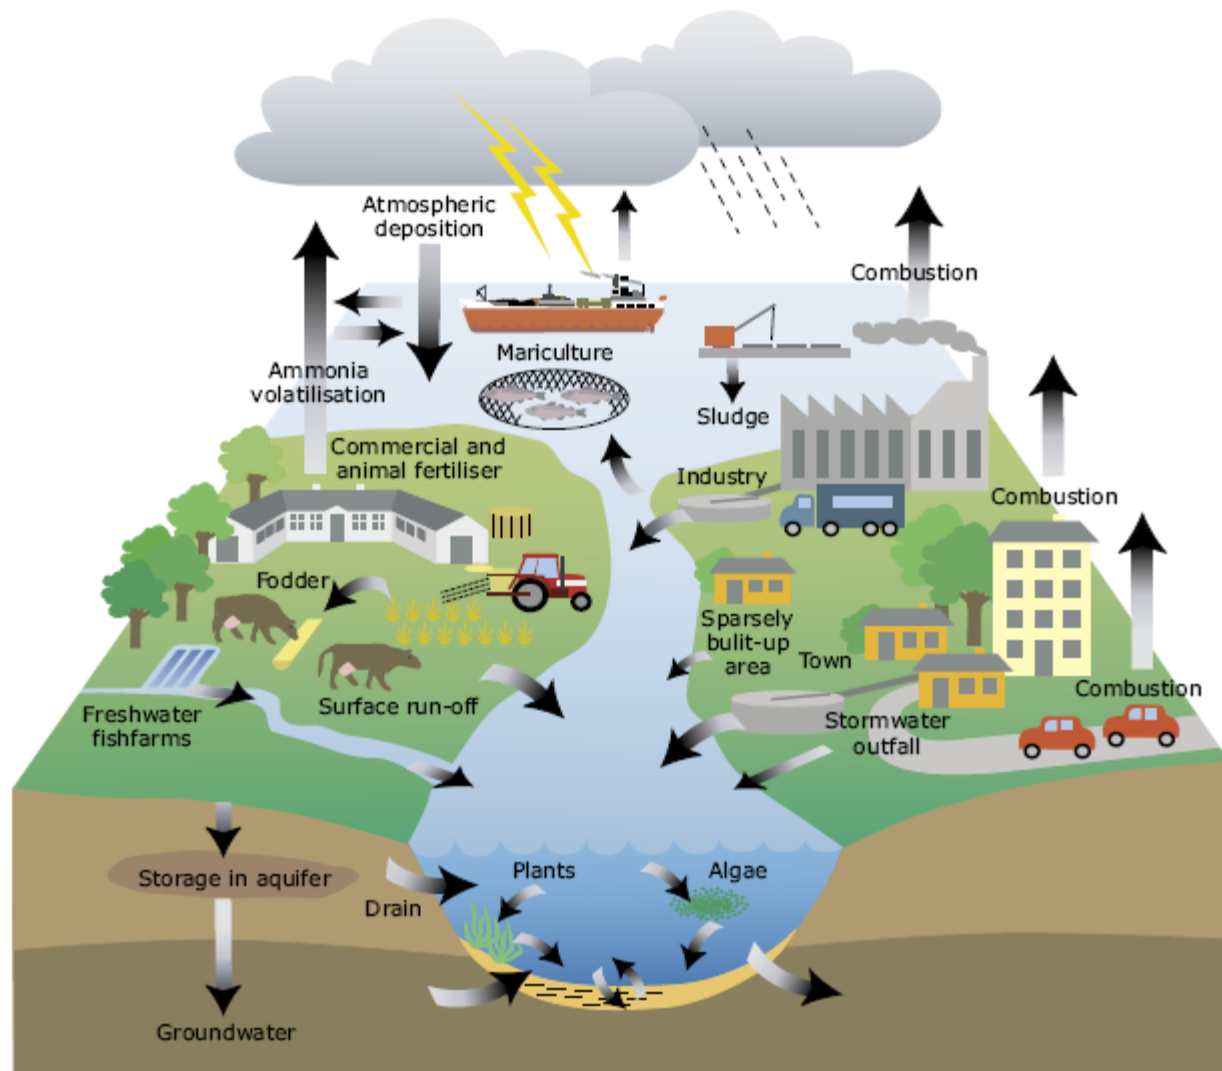 Atmospheric
deposition
Combustion
Mariculture
Ammonia
volatilisation
Sludge
Commercial and
animal fertiliser
Industry
Combustion
Fodder
Sparsely
bulit-up
area
Town
Combustion
Surface run-off
Freshwater
fishfarms
Stormwater
outfall
Plants
Algae
Storage in aquifer
Drain
Groundwater